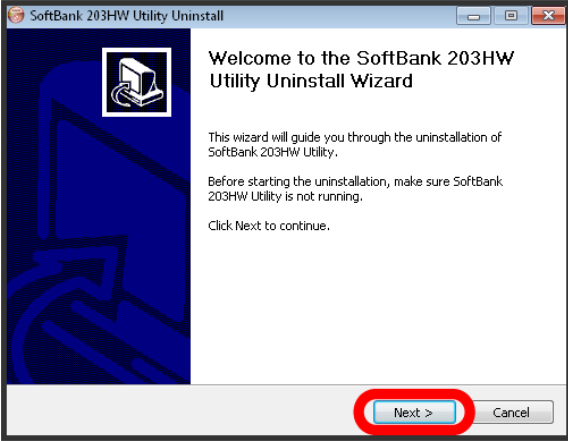 SoftBank 203HW Utility Uninstall
Welcome to the SoftBank 203HW
Utility Uninstall Wizard
This wizard will guide you through the uninstallation of
SoftBank 203HW Utility.
Before starting the uninstallation, make sure SoftBank
203HW Utility is not running.
Click Next to continue.
Next >
Cancel